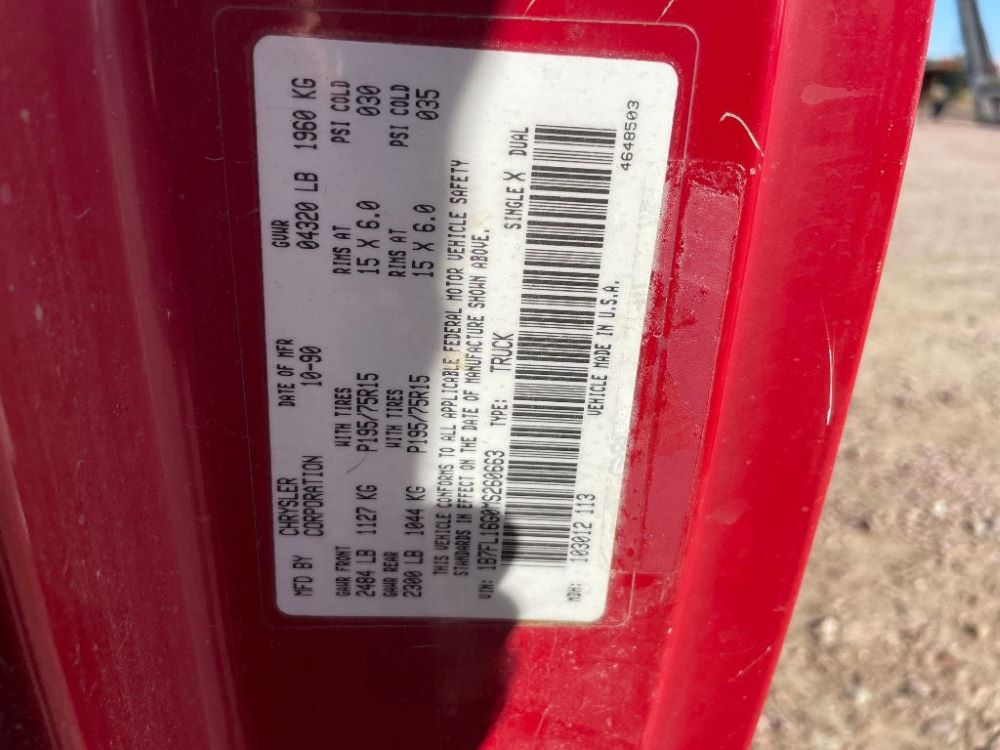 MFD BY CHRYSLER CORPORATION DATE OF MFR 10-90 GVWR 04320 LB 1960 KG
GAWR FRONT WITH TIRES RIMS AT PSI COLD
2484 LB 1127 KG P195/75R15 15 X 6.0 030
GAWR REAR WITH TIRES RIMS AT PSI COLD
2300 LB 1044 KG P195/75R15 15 X 6.0 035
THIS VEHICLE CONFORMS TO ALL APPLICABLE FEDERAL MOTOR VEHICLE SAFETY
STANDARDS IN EFFECT ON THE DATE OF MANUFACTURE SHOWN ABOVE.
VIN: 1B7FL16G0MS260663 TYPE: TRUCK SINGLE X DUAL
MDH: 103012 113 VEHICLE MADE IN U.S.A. 4648503